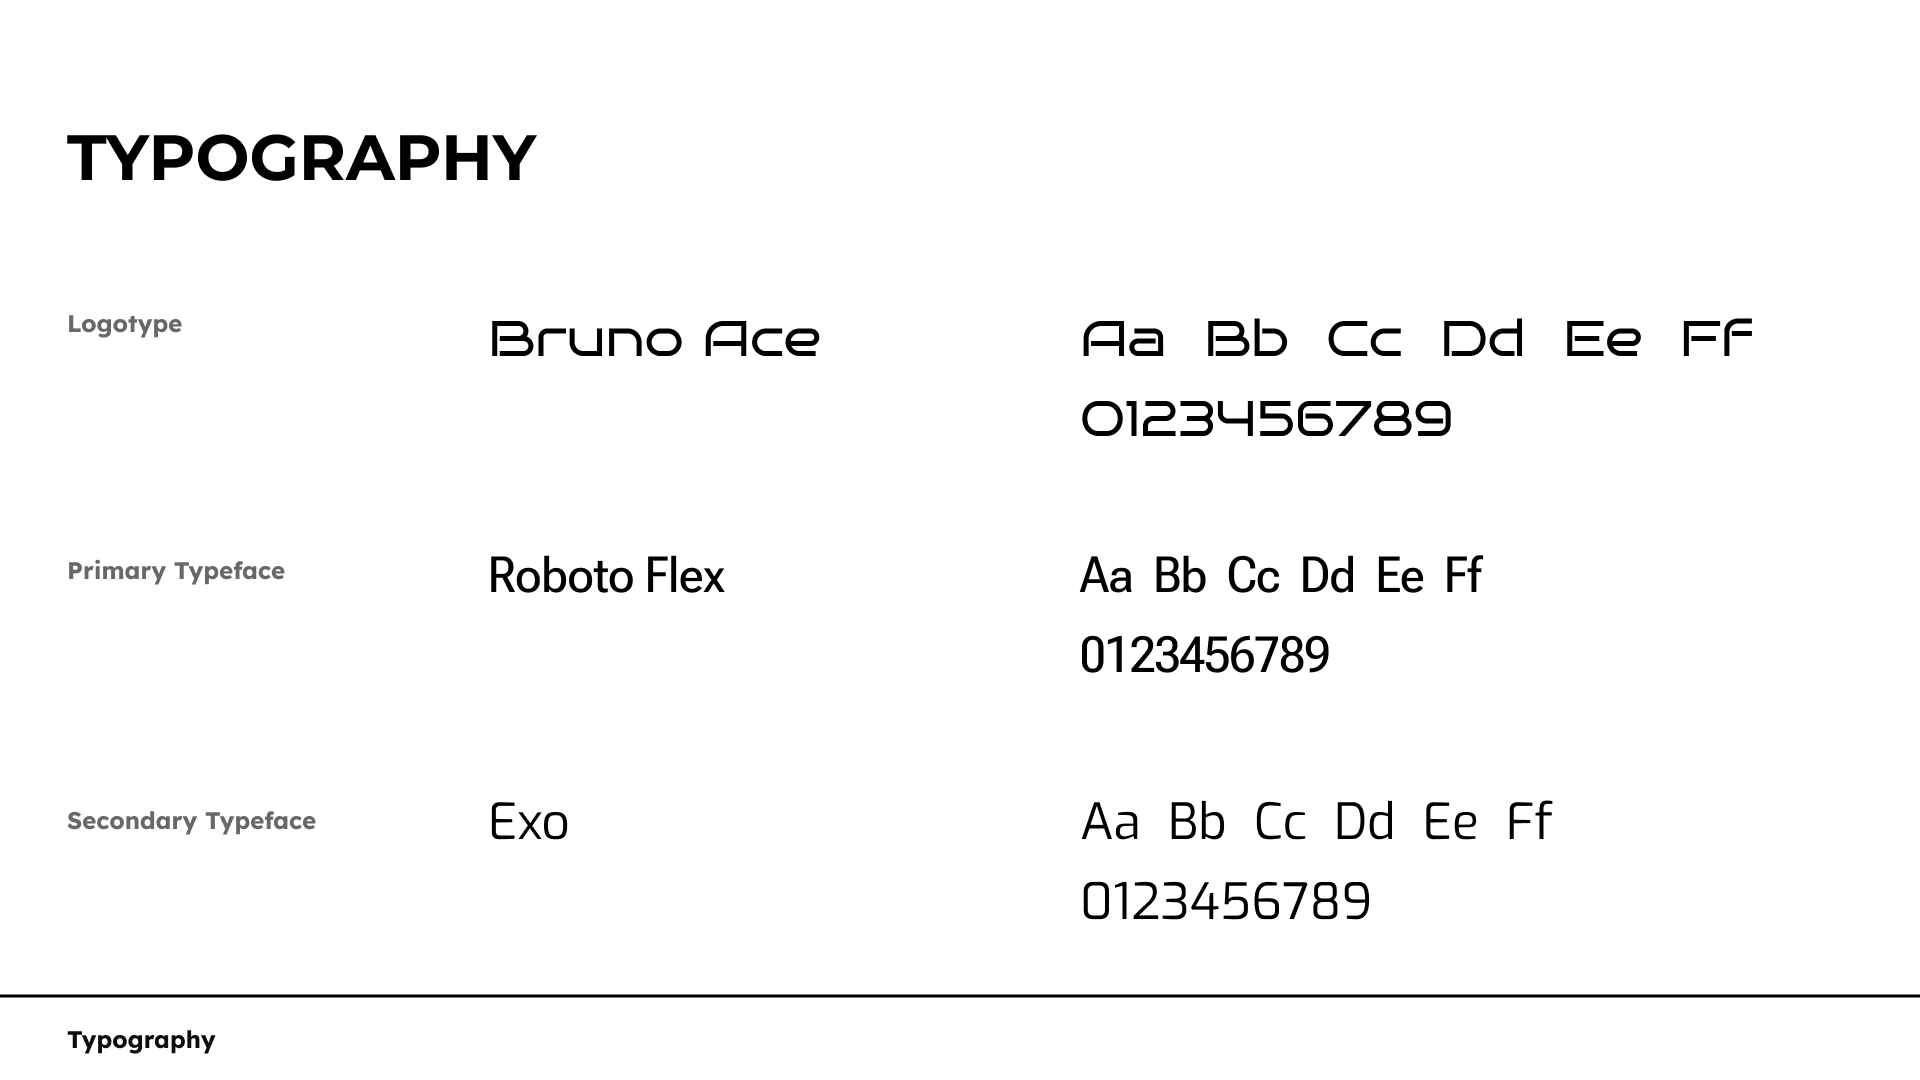 TYPOGRAPHY
Logotype
Bruno Ace
Aa Bb Cc Dd Ee Ff
0123456789
Primary Typeface
Roboto Flex
Aa Bb Cc Dd Ee Ff
0123456789
Secondary Typeface
Exo
Aa Bb Cc Dd Ee Ff
0123456789
Typography